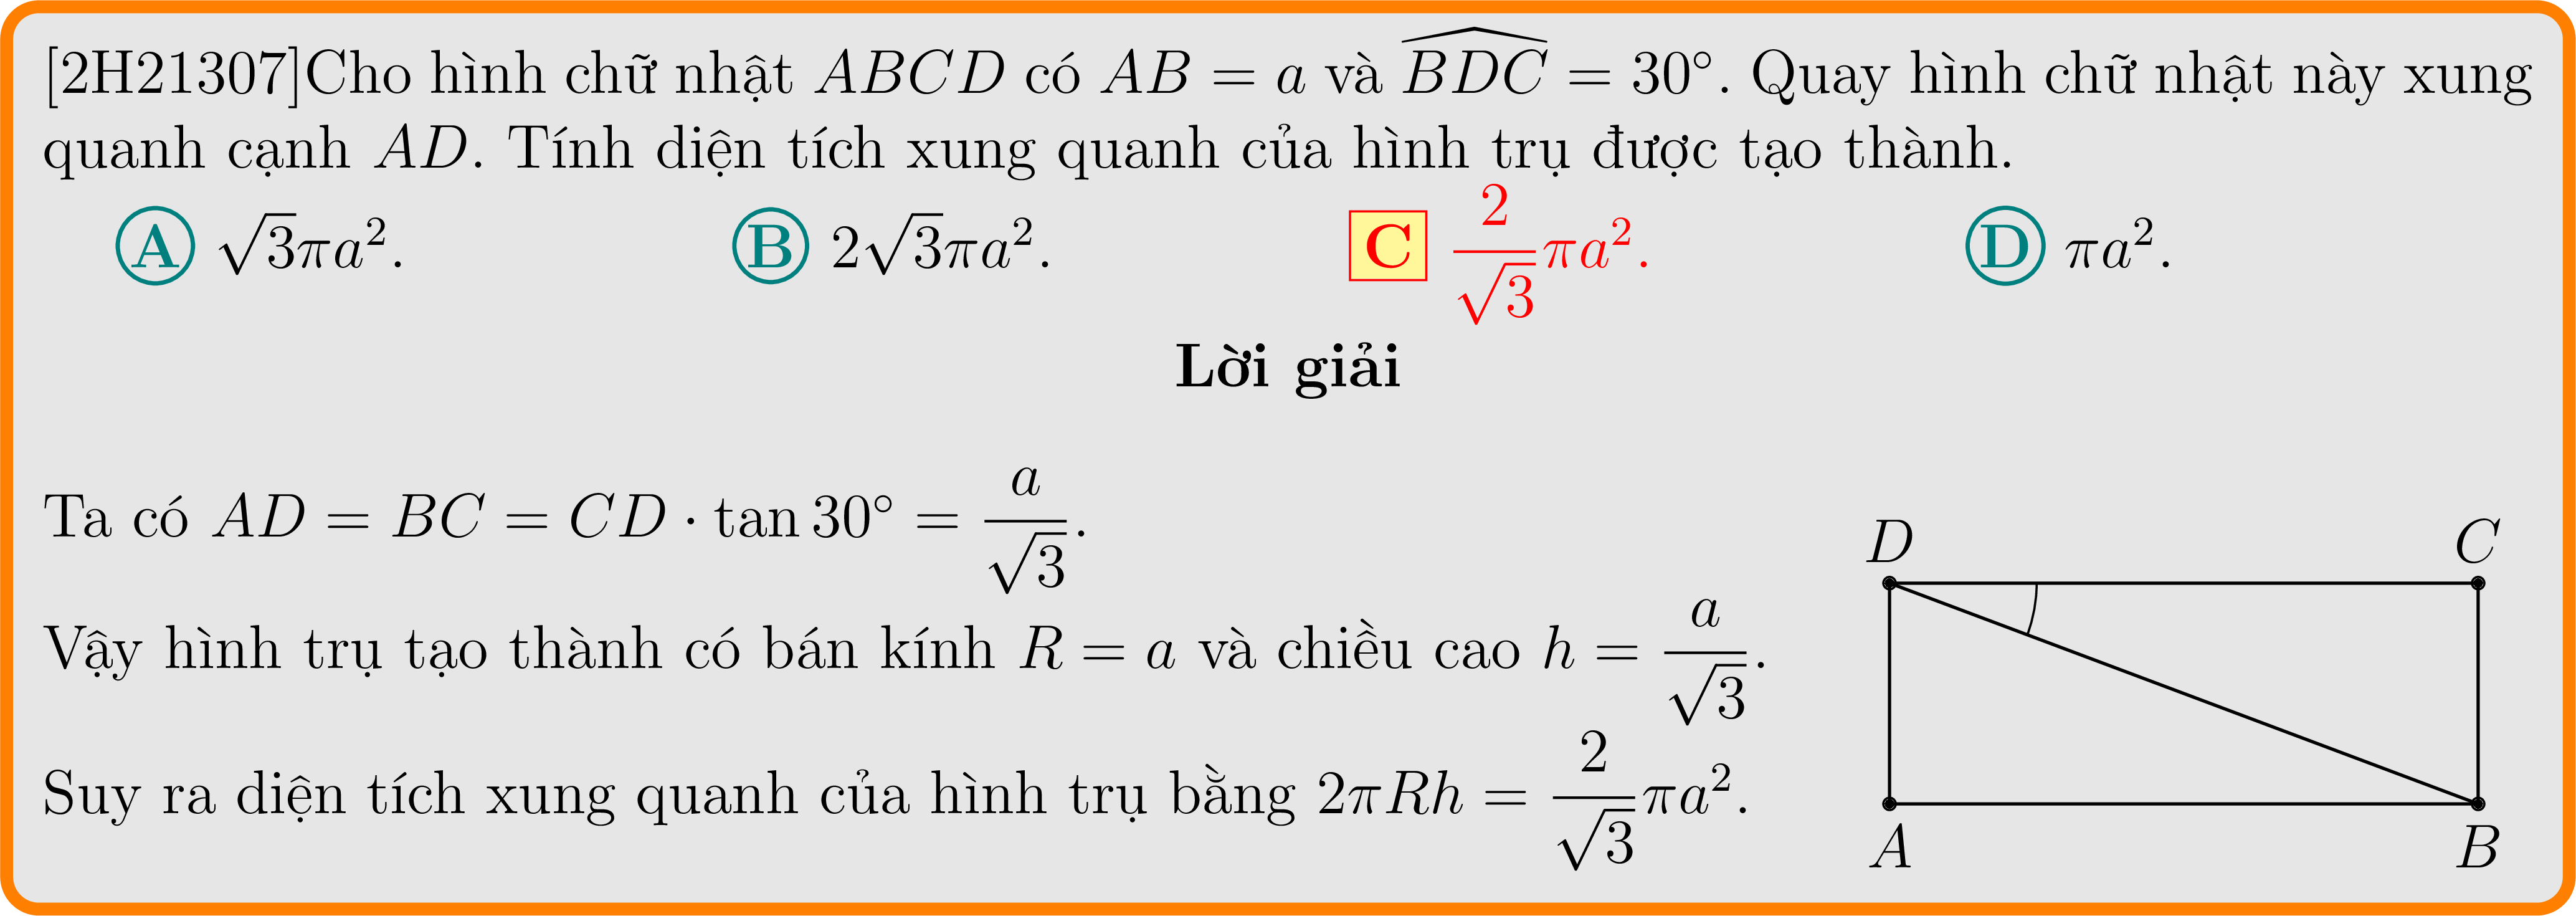 [2H21307]Cho hình chữ nhật $ABCD$ có $AB = a$ và $\widehat{BDC} = 30^\circ$. Quay hình chữ nhật này xung
quanh cạnh $AD$. Tính diện tích xung quanh của hình trụ được tạo thành.
A $\sqrt{3}\pi a^2$. B $2\sqrt{3}\pi a^2$. C $\dfrac{2}{\sqrt{3}}\pi a^2$. D $\pi a^2$.
Lời giải
Ta có $AD = BC = CD \cdot \tan 30^\circ = \dfrac{a}{\sqrt{3}}$.
Vậy hình trụ tạo thành có bán kính $R = a$ và chiều cao $h = \dfrac{a}{\sqrt{3}}$.
Suy ra diện tích xung quanh của hình trụ bằng $2\pi Rh = \dfrac{2}{\sqrt{3}}\pi a^2$.
D C
A B